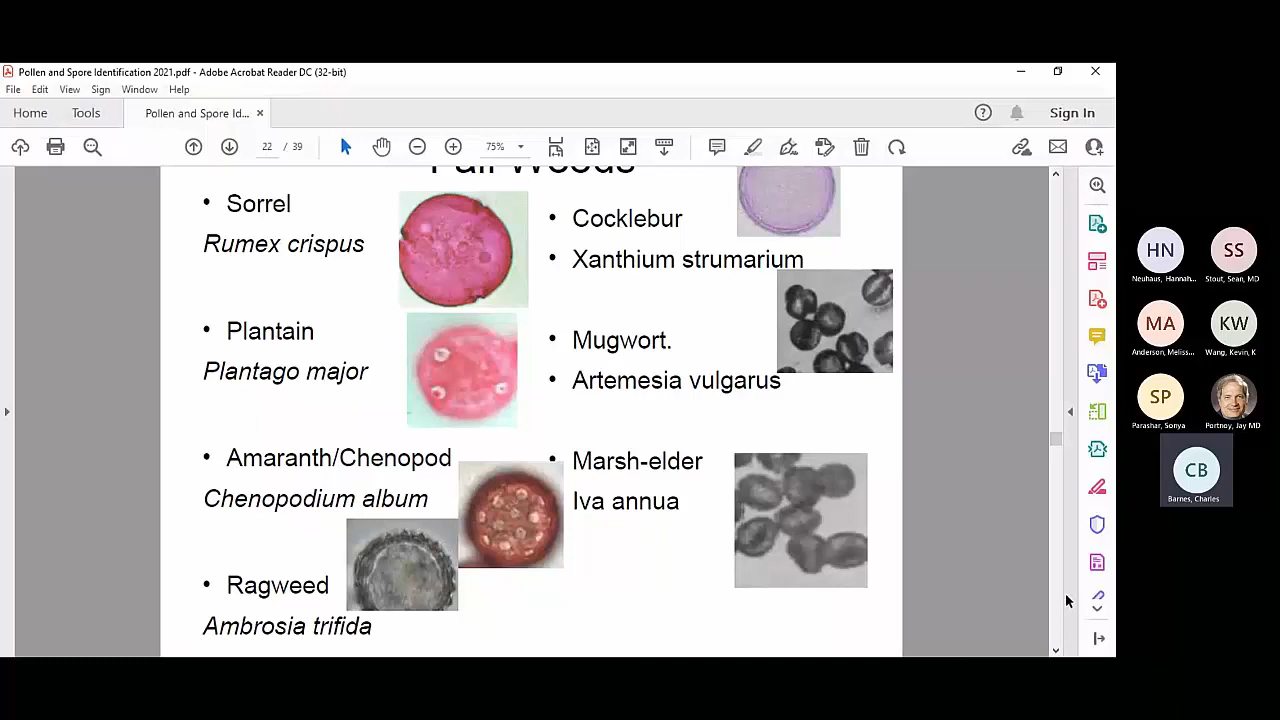 Pollen and Spore Identification 2021.pdf - Adobe Acrobat Reader DC (32-bit)
File Edit View Sign Window Help
Home Tools Pollen and Spore Id... × Sign In
22 / 39 75%
Fall Weeds
• Sorrel
Rumex crispus
• Plantain
Plantago major
• Amaranth/Chenopod
Chenopodium album
• Ragweed
Ambrosia trifida
• Cocklebur
• Xanthium strumarium
• Mugwort.
• Artemesia vulgarus
• Marsh-elder
Iva annua
HN
Neuhaus, Hannah...
SS
Stout, Sean, MD
MA
Anderson, Meliss...
KW
Wang, Kevin, K
SP
Parashar, Sonya
Portnoy, Jay MD
CB
Barnes, Charles